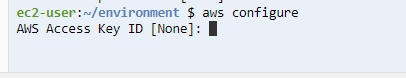 ec2-user:~/environment $ aws configure
AWS Access Key ID [None]: